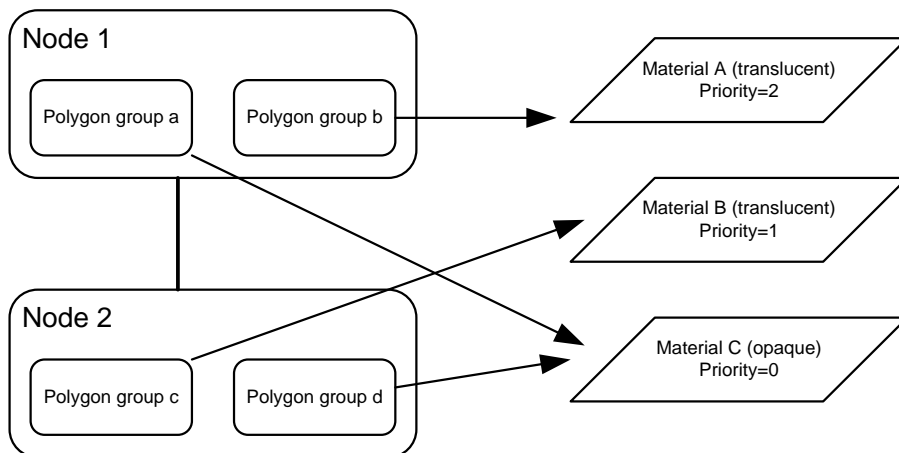 Node 1
Polygon group a
Polygon group b
Material A (translucent)
Priority=2
Material B (translucent)
Priority=1
Node 2
Polygon group c
Polygon group d
Material C (opaque)
Priority=0